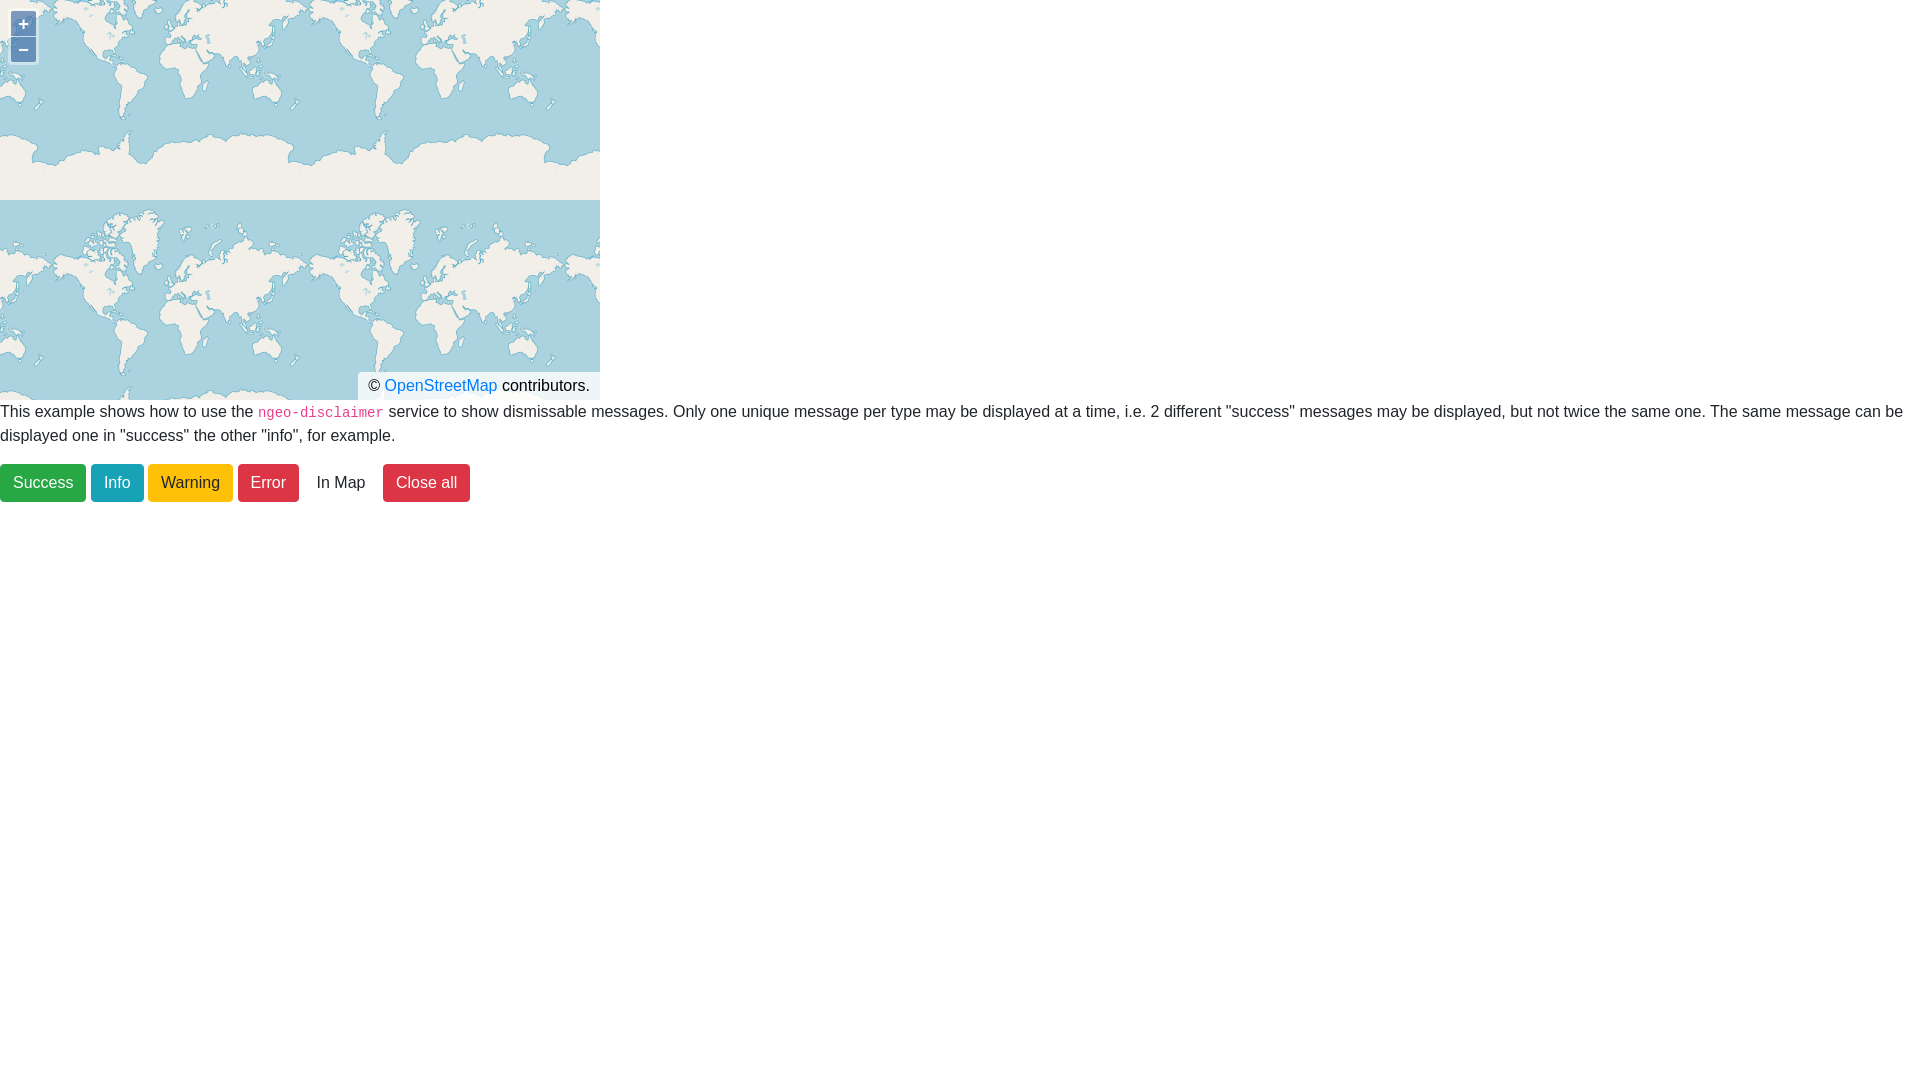 +
−
© OpenStreetMap contributors.
This example shows how to use the ngeo-disclaimer service to show dismissable messages. Only one unique message per type may be displayed at a time, i.e. 2 different "success" messages may be displayed, but not twice the same one. The same message can be
displayed one in "success" the other "info", for example.
Success Info Warning Error In Map Close all